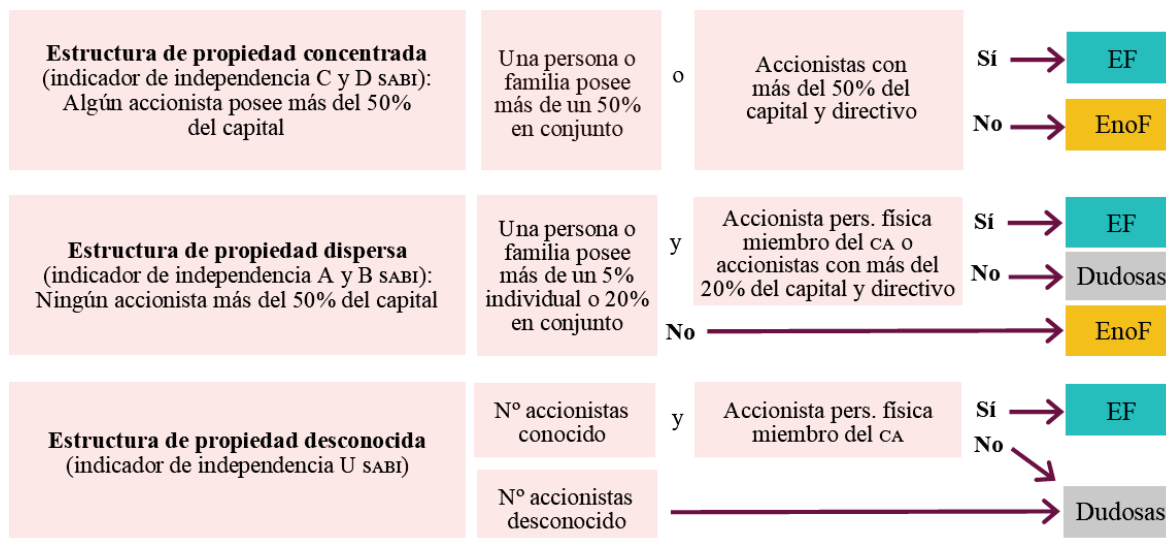 Estructura de propiedad concentrada
(indicador de independencia C y D SABI):
Algún accionista posee más del 50%
del capital
Una persona o
familia posee
más de un 50%
en conjunto
o
Accionistas con
más del 50% del
capital y directivo
Sí
EF
No
EnoF
Estructura de propiedad dispersa
(indicador de independencia A y B SABI):
Ningún accionista más del 50% del capital
Una persona o
familia posee
más de un 5%
individual o 20%
en conjunto
y
Accionista pers. física
miembro del CA o
accionistas con más del
20% del capital y directivo
Sí
EF
No
Dudosas
No
EnoF
Estructura de propiedad desconocida
(indicador de independencia U SABI)
Nº accionistas
conocido
y
Accionista pers. física
miembro del CA
Sí
EF
No
Nº accionistas
desconocido
Dudosas